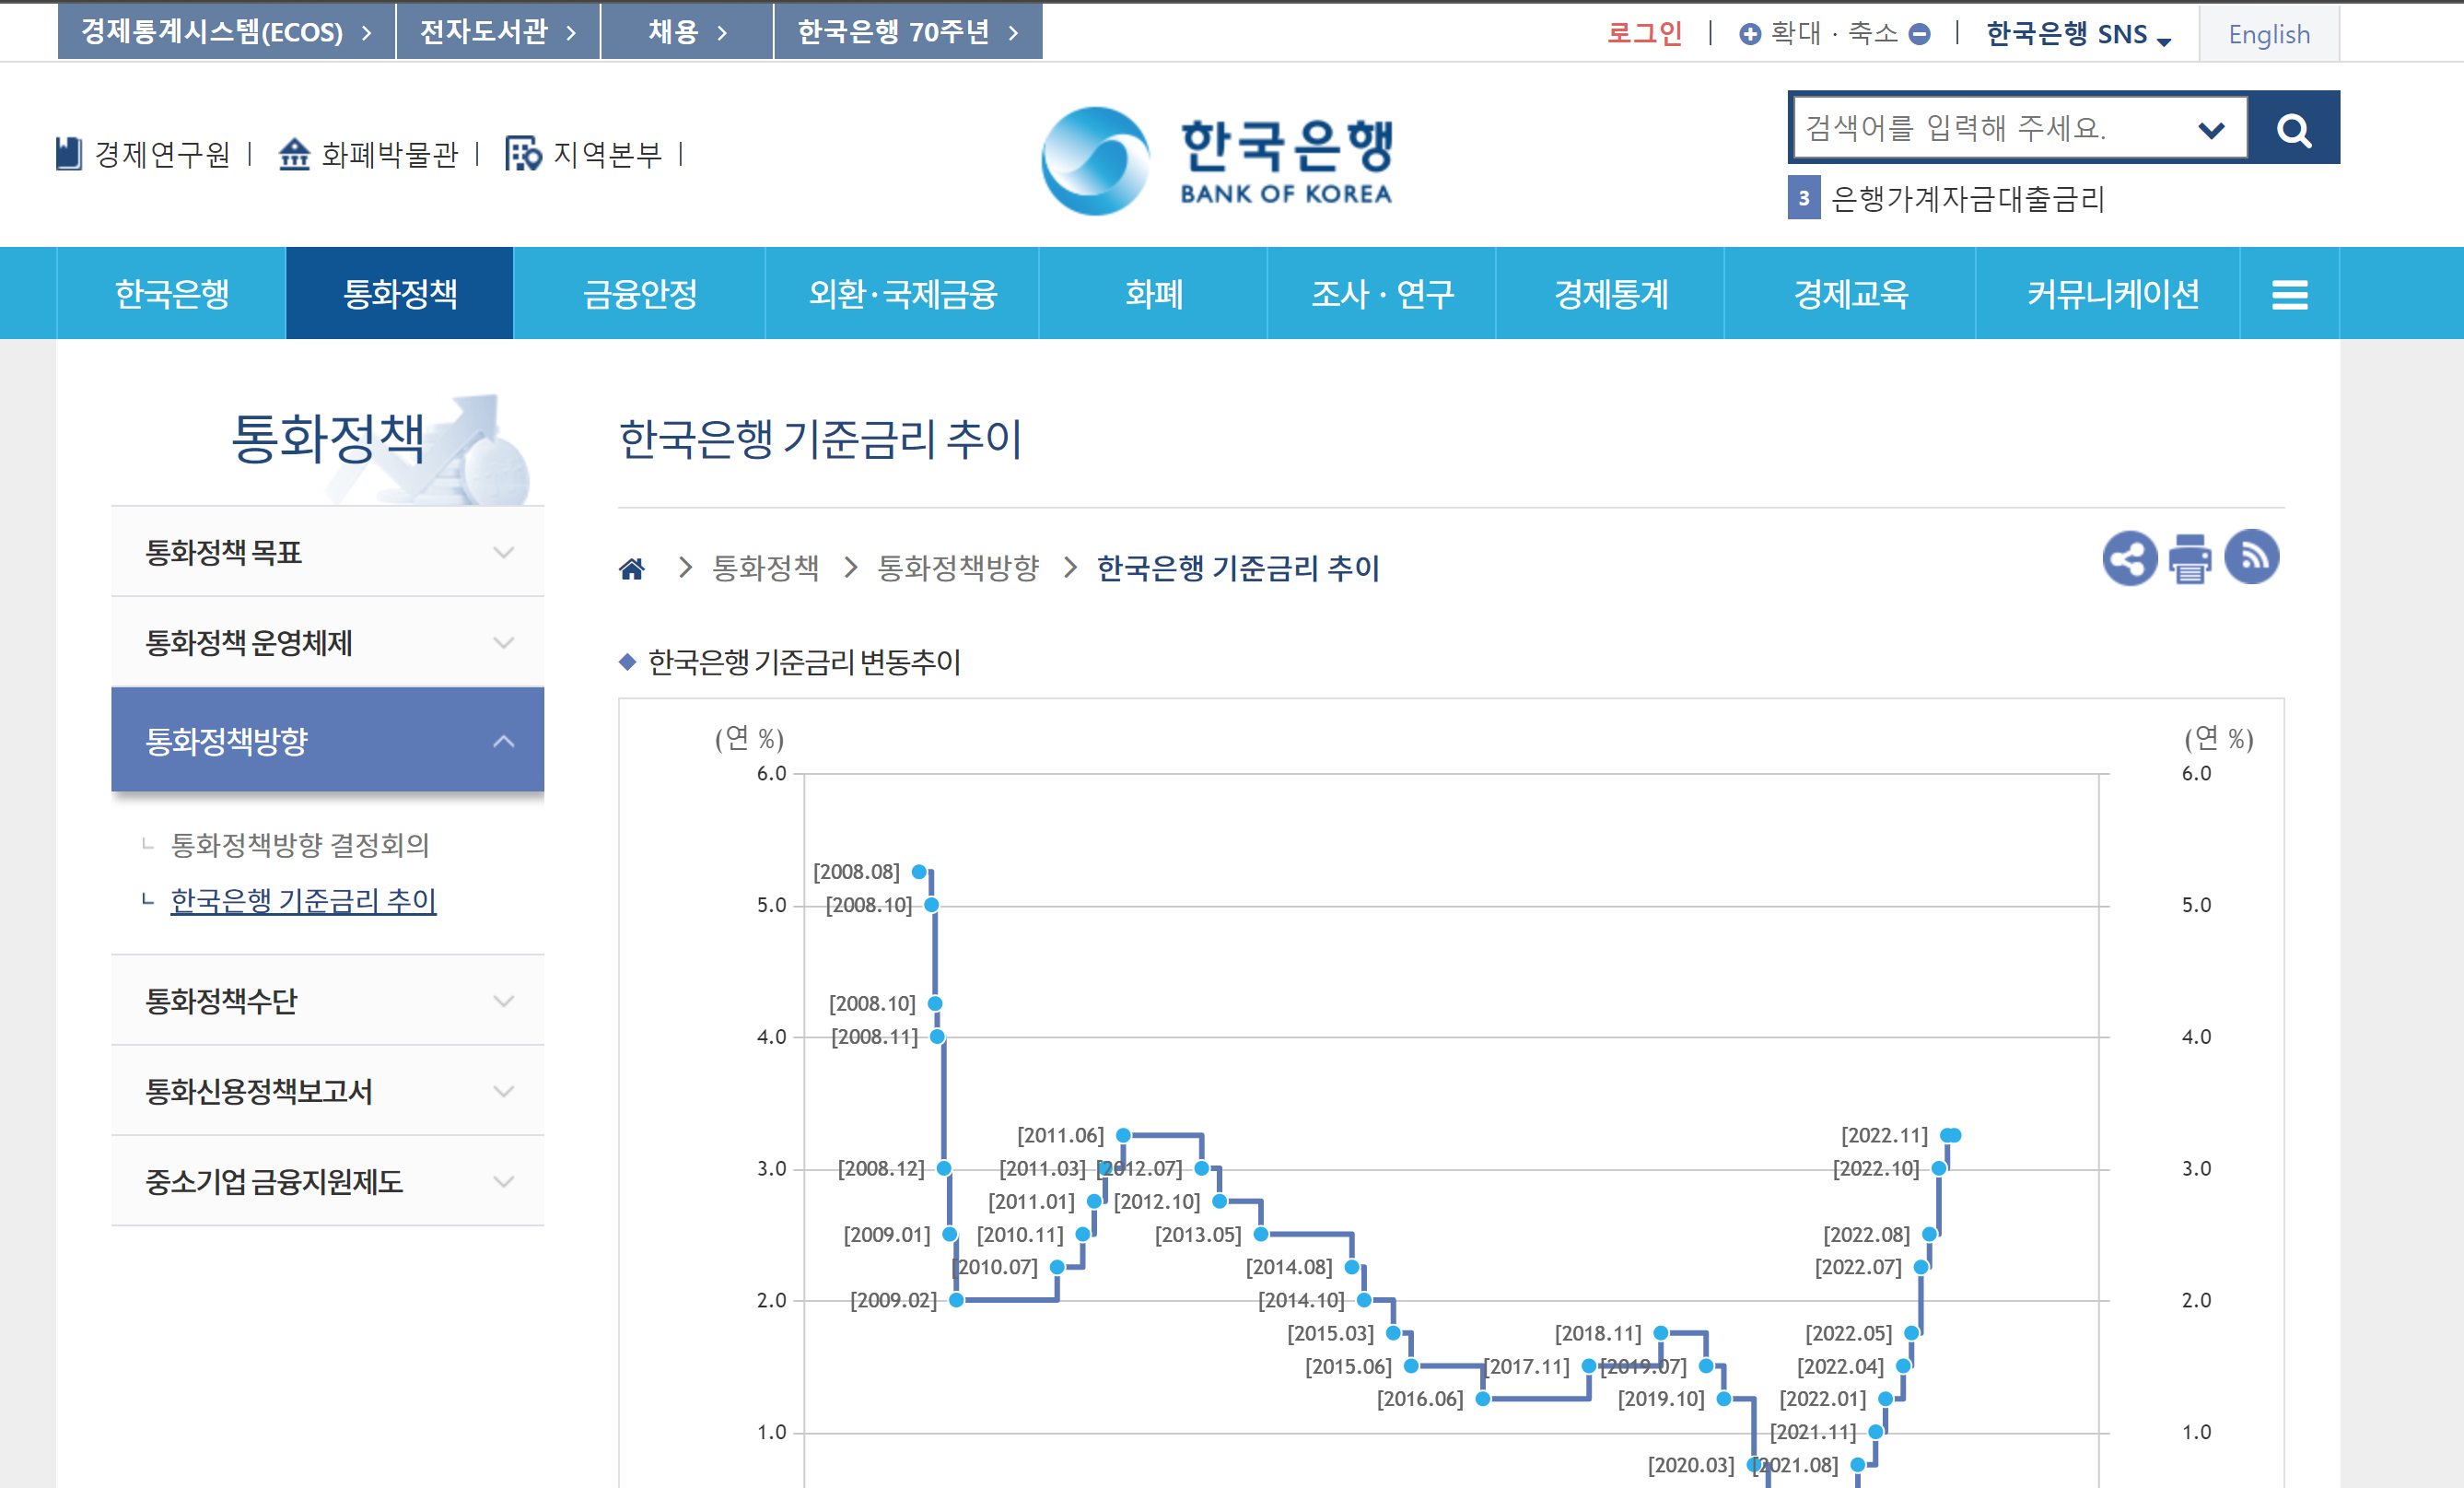 경제통계시스템(ECOS)
전자도서관
채용
한국은행 70주년
로그인
확대 · 축소
한국은행 SNS
English
경제연구원
화폐박물관
지역본부
한국은행
BANK OF KOREA
검색어를 입력해 주세요.
3 은행가계자금대출금리
한국은행
통화정책
금융안정
외환·국제금융
화폐
조사 · 연구
경제통계
경제교육
커뮤니케이션
통화정책
통화정책 목표
통화정책 운영체제
통화정책방향
통화정책방향 결정회의
한국은행 기준금리 추이
통화정책수단
통화신용정책보고서
중소기업 금융지원제도
한국은행 기준금리 추이
통화정책 > 통화정책방향 > 한국은행 기준금리 추이
한국은행 기준금리 변동추이
(연 %)
(연 %)
6.0
6.0
[2008.08]
5.0
[2008.10]
5.0
[2008.10]
4.0
[2008.11]
4.0
[2011.06]
[2022.11]
3.0
[2008.12]
[2011.03]
[2012.07]
[2022.10]
3.0
[2011.01]
[2012.10]
[2009.01]
[2010.11]
[2013.05]
[2022.08]
[2010.07]
[2014.08]
[2022.07]
2.0
[2009.02]
[2014.10]
2.0
[2015.03]
[2018.11]
[2022.05]
[2015.06]
[2017.11]
[2019.07]
[2022.04]
[2016.06]
[2019.10]
[2022.01]
1.0
[2021.11]
1.0
[2020.03]
[2021.08]